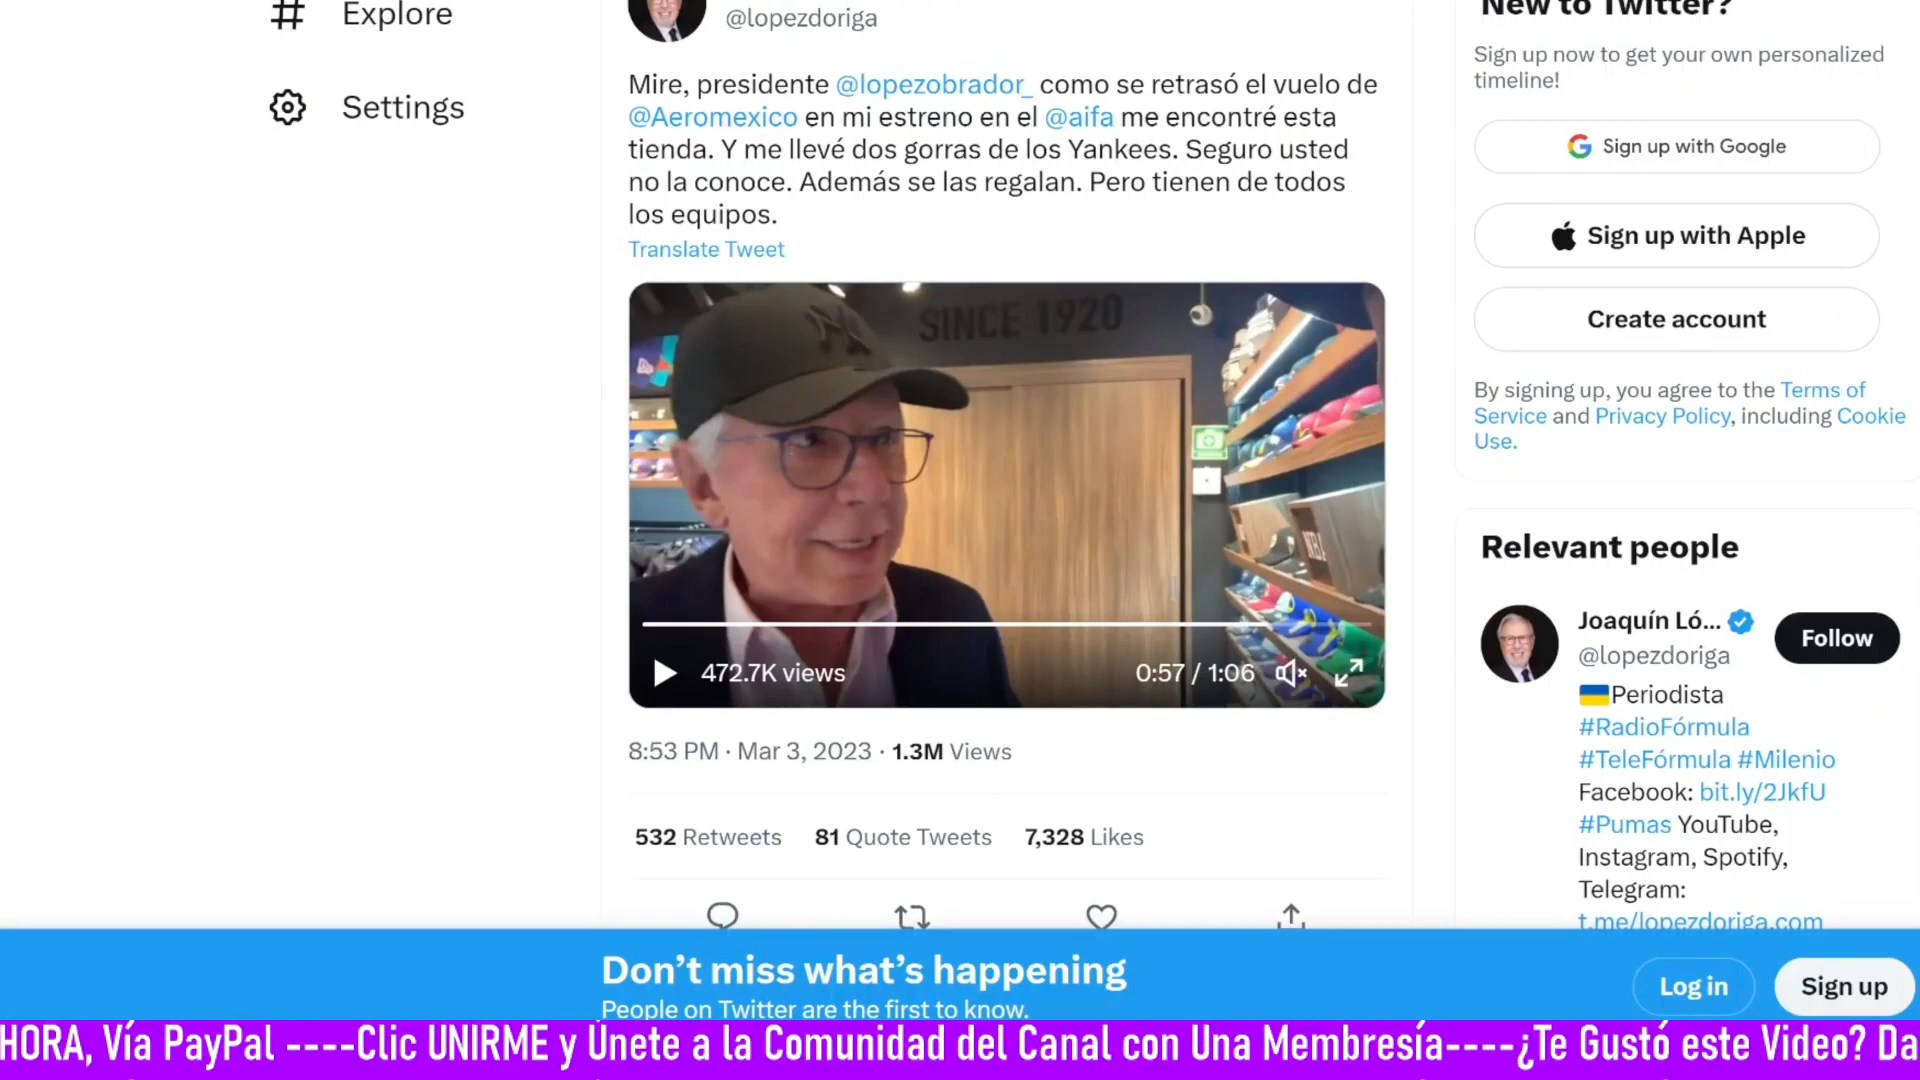 Explore
Settings
@lopezdoriga
Mire, presidente @lopezobrador_ como se retrasó el vuelo de
@Aeromexico en mi estreno en el @aifa me encontré esta
tienda. Y me llevé dos gorras de los Yankees. Seguro usted
no la conoce. Además se las regalan. Pero tienen de todos
los equipos.
Translate Tweet
SINCE 1920
NY
NBA
472.7K views
0:57 / 1:06
8:53 PM · Mar 3, 2023 · 1.3M Views
532 Retweets 81 Quote Tweets 7,328 Likes
New to Twitter?
Sign up now to get your own personalized
timeline!
Sign up with Google
Sign up with Apple
Create account
By signing up, you agree to the Terms of
Service and Privacy Policy, including Cookie
Use.
Relevant people
Joaquín Ló...
@lopezdoriga
Follow
Periodista
#RadioFórmula
#TeleFórmula #Milenio
Facebook: bit.ly/2JkfU
#Pumas YouTube,
Instagram, Spotify,
Telegram:
t.me/lopezdoriga.com
Don't miss what's happening
People on Twitter are the first to know.
Log in
Sign up
HORA, Vía PayPal ----Clic UNIRME y Únete a la Comunidad del Canal con Una Membresía----¿Te Gustó este Video? Da